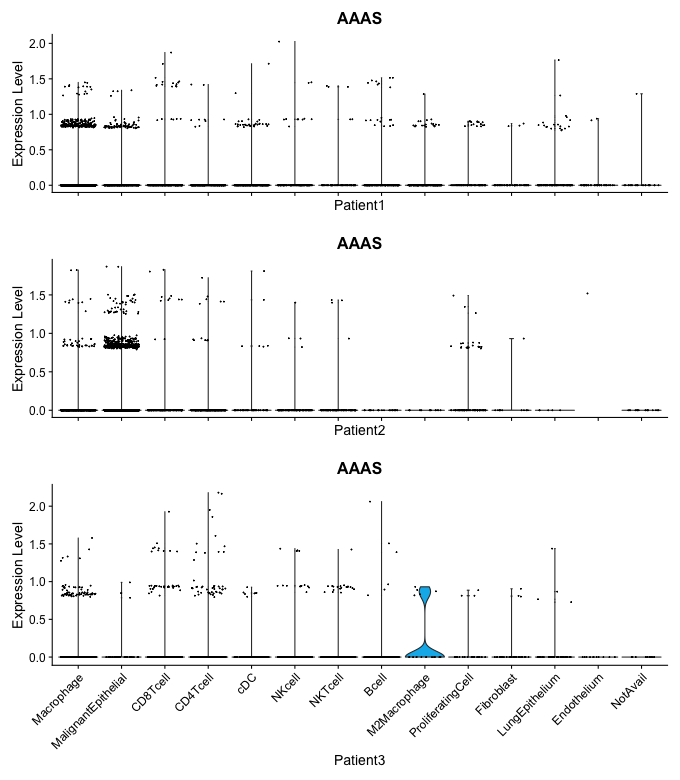 AAAS
Expression Level
2.0
1.5
1.0
0.5
0.0
Patient1
AAAS
Expression Level
1.5
1.0
0.5
0.0
Patient2
AAAS
Expression Level
2.0
1.5
1.0
0.5
0.0
Macrophage
MalignantEpithelial
CD8Tcell
CD4Tcell
cDC
NKcell
NKTcell
Bcell
M2Macrophage
ProliferatingCell
Fibroblast
LungEpithelium
Endothelium
NotAvail
Patient3